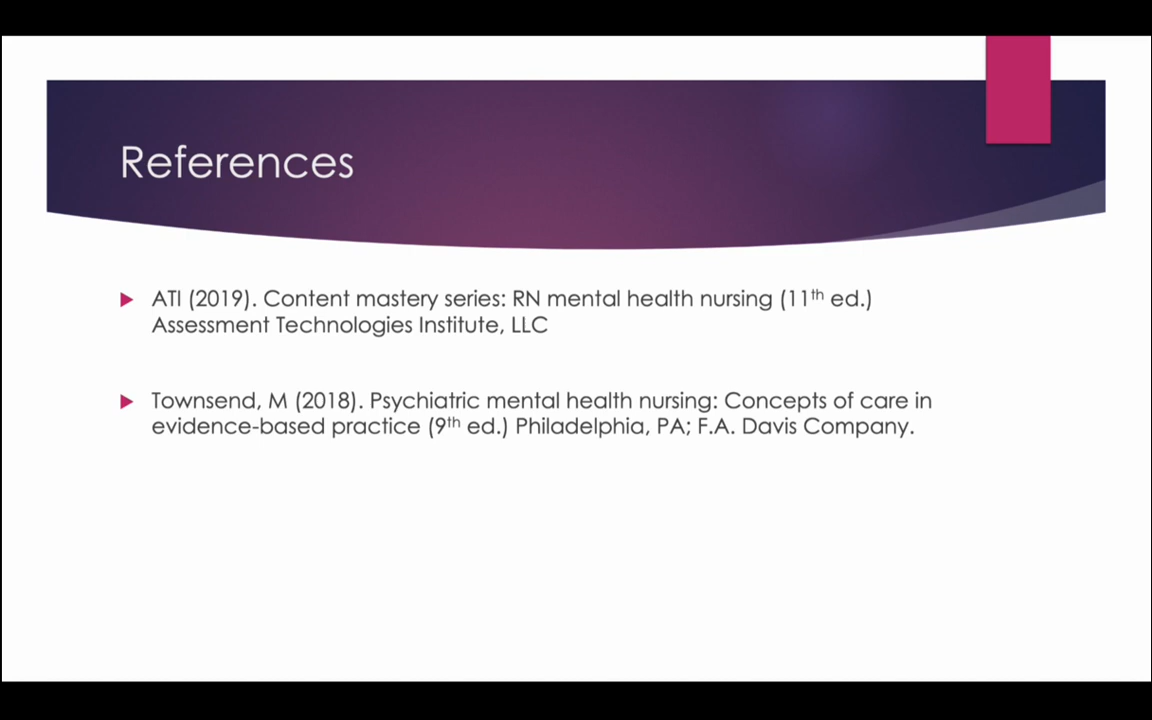 References
ATI (2019). Content mastery series: RN mental health nursing (11th ed.)
Assessment Technologies Institute, LLC
Townsend, M (2018). Psychiatric mental health nursing: Concepts of care in
evidence-based practice (9th ed.) Philadelphia, PA; F.A. Davis Company.